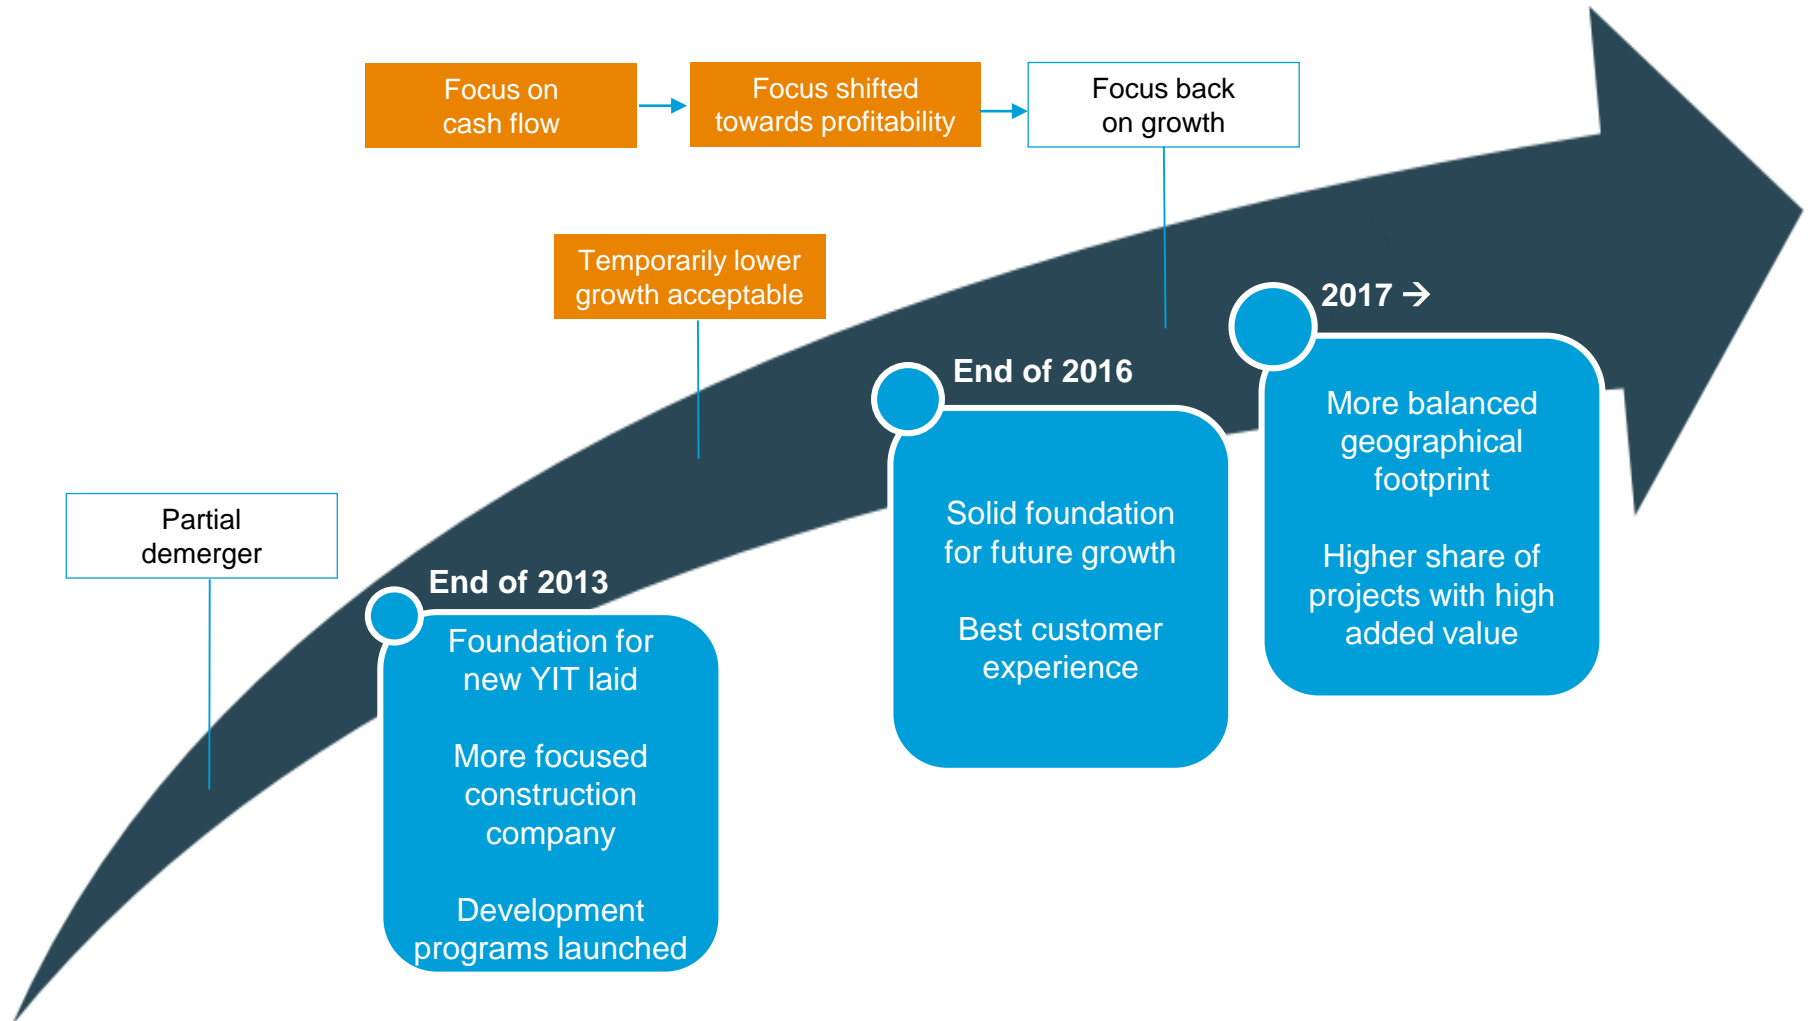 Focus on
cash flow
Focus shifted
towards profitability
Focus back
on growth
Temporarily lower
growth acceptable
2017 →
End of 2016
More balanced
geographical
footprint
Higher share of
projects with high
added value
Solid foundation
for future growth
Best customer
experience
Partial
demerger
End of 2013
Foundation for
new YIT laid
More focused
construction
company
Development
programs launched